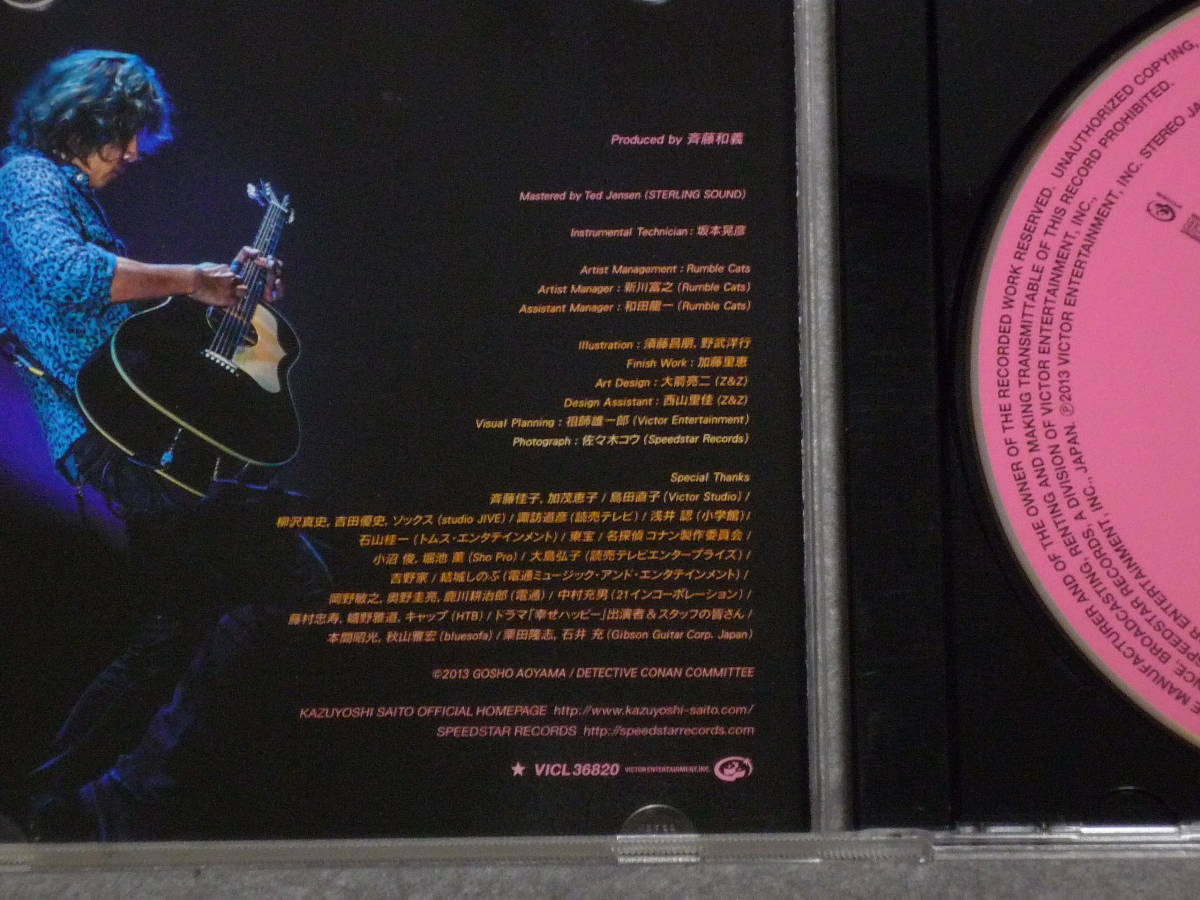 Produced by 斉藤和義
Mastered by Ted Jensen (STERLING SOUND)
Instrumental Technician : 坂本晃彦
Artist Management : Rumble Cats
Artist Manager : 新川富之 (Rumble Cats)
Assistant Manager : 和田龍一 (Rumble Cats)
Illustration : 須藤昌朋, 野武洋行
Finish Work : 加藤里恵
Art Design : 大前亮二 (Z&Z)
Design Assistant : 西山里佳 (Z&Z)
Visual Planning : 祖師雄一郎 (Victor Entertainment)
Photograph : 佐々木コウ (Speedstar Records)
Special Thanks
斉藤佳子, 加茂恵子 / 島田直子 (Victor Studio) /
柳沢真史, 吉田優史, ソックス (studio JIVE) / 諏訪道彦 (読売テレビ) / 浅井 認 (小学館) /
石山桂一 (トムス・エンタテインメント) / 東宝 / 名探偵コナン製作委員会 /
小沼 俊, 堀池 薫 (Sho Pro) / 大島弘子 (読売テレビエンタープライズ) /
吉野家 / 結城しのぶ (電通ミュージック・アンド・エンタテインメント) /
岡野敏之, 奥野圭亮, 鹿川耕治郎 (電通) / 中村充男 (21インコーポレーション) /
藤村忠寿, 嬉野雅道, キャップ (HTB) / ドラマ「幸せハッピー」出演者＆スタッフの皆さん /
本間昭光, 秋山雅宏 (bluesofa) / 栗田隆志, 石井 充 (Gibson Guitar Corp. Japan)
©2013 GOSHO AOYAMA / DETECTIVE CONAN COMMITTEE
KAZUYOSHI SAITO OFFICIAL HOMEPAGE http://www.kazuyoshi-saito.com/
SPEEDSTAR RECORDS http://speedstarrecords.com
★ VICL 36820 VICTOR ENTERTAINMENT, INC.
MANUFACTURER AND OF THE OWNER OF THE RECORDED WORK RESERVED. UNAUTHORIZED COPYING,
BROADCASTING, RENTING AND MAKING TRANSMITTABLE OF THIS RECORD PROHIBITED.
SPEEDSTAR RECORDS, A DIVISION OF VICTOR ENTERTAINMENT, INC.,
ENTERTAINMENT, INC., JAPAN. ℗2013 VICTOR ENTERTAINMENT, INC. STEREO